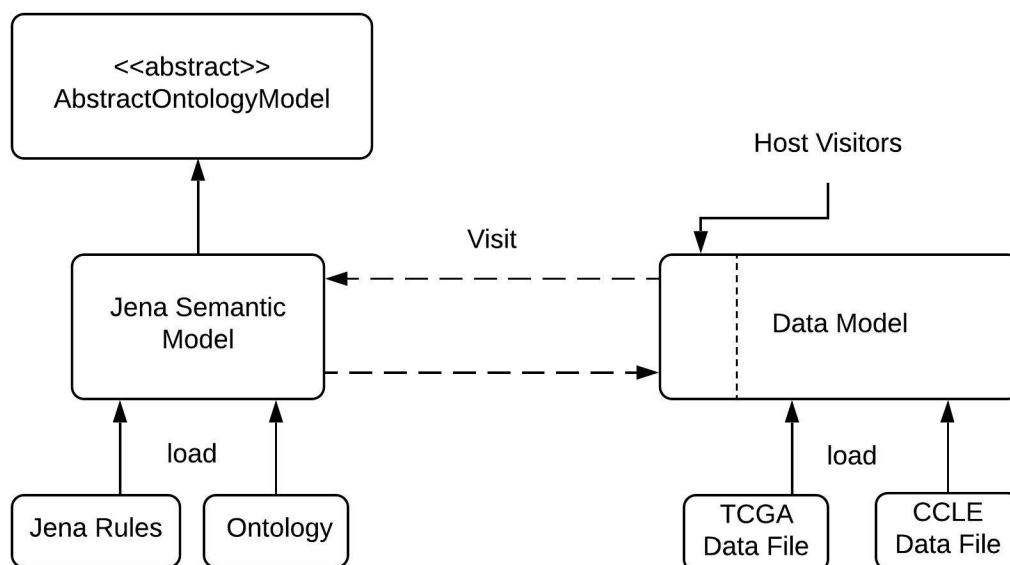 <<abstract>>
AbstractOntologyModel
Host Visitors
Visit
Jena Semantic
Model
Data Model
load
load
Jena Rules
Ontology
TCGA
Data File
CCLE
Data File